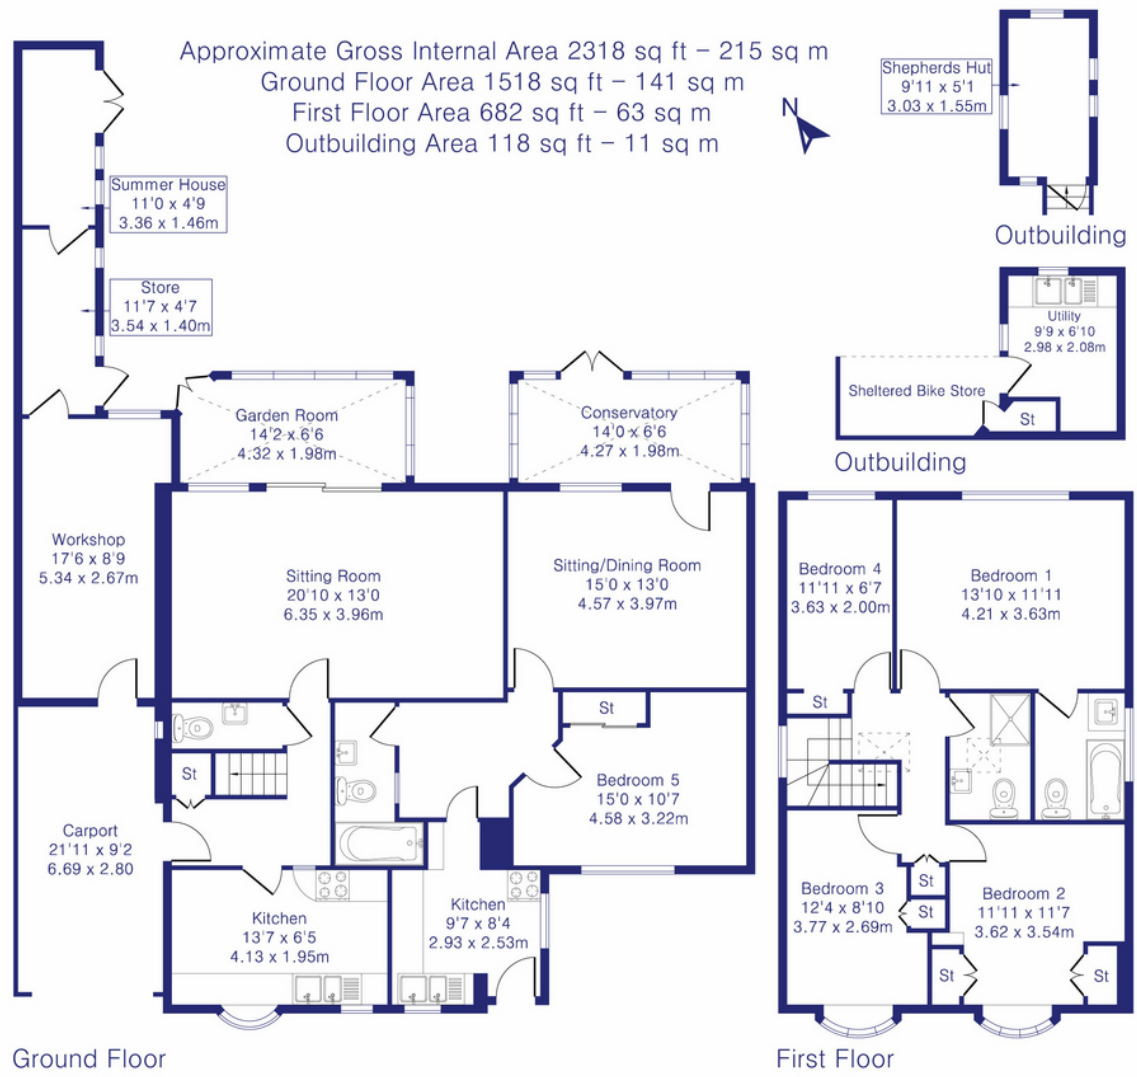 Approximate Gross Internal Area 2318 sq ft – 215 sq m
Ground Floor Area 1518 sq ft – 141 sq m
First Floor Area 682 sq ft – 63 sq m
Outbuilding Area 118 sq ft – 11 sq m
N
Shepherds Hut
9'11 x 5'1
3.03 x 1.55m
Outbuilding
Summer House
11'0 x 4'9
3.36 x 1.46m
Store
11'7 x 4'7
3.54 x 1.40m
Utility
9'9 x 6'10
2.98 x 2.08m
Sheltered Bike Store
St
Outbuilding
Garden Room
14'2 x 6'6
4.32 x 1.98m
Conservatory
14'0 x 6'6
4.27 x 1.98m
Workshop
17'6 x 8'9
5.34 x 2.67m
Sitting Room
20'10 x 13'0
6.35 x 3.96m
Sitting/Dining Room
15'0 x 13'0
4.57 x 3.97m
St
St
Bedroom 5
15'0 x 10'7
4.58 x 3.22m
Carport
21'11 x 9'2
6.69 x 2.80
Kitchen
13'7 x 6'5
4.13 x 1.95m
Kitchen
9'7 x 8'4
2.93 x 2.53m
Ground Floor
Bedroom 4
11'11 x 6'7
3.63 x 2.00m
Bedroom 1
13'10 x 11'11
4.21 x 3.63m
St
Bedroom 3
12'4 x 8'10
3.77 x 2.69m
St
St
Bedroom 2
11'11 x 11'7
3.62 x 3.54m
St
St
First Floor